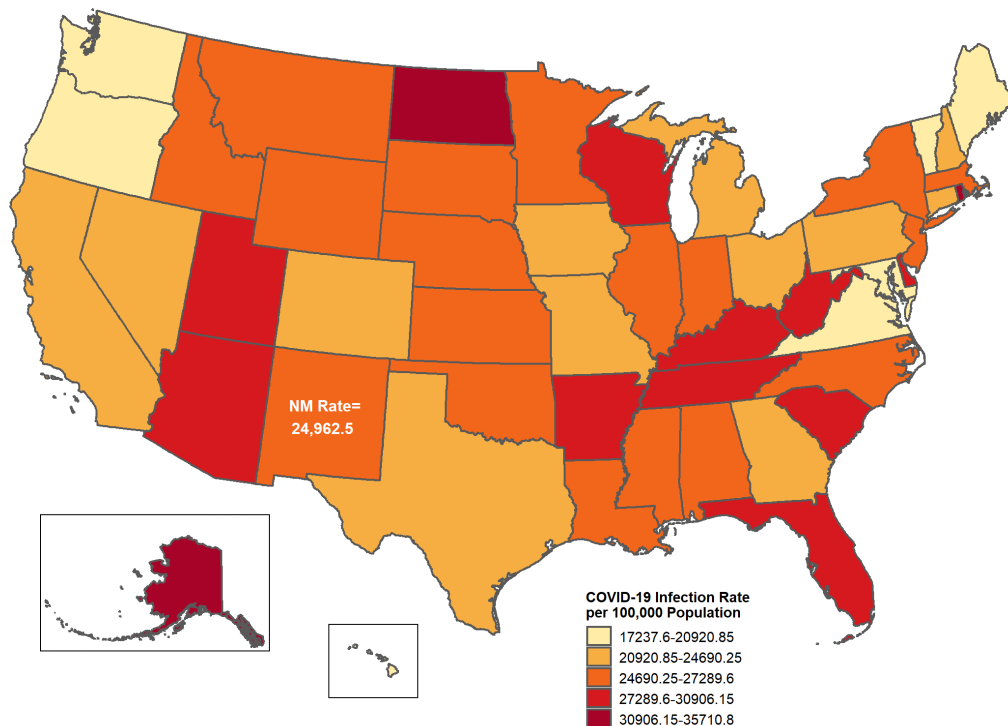 NM Rate=
24,962.5
COVID-19 Infection Rate
per 100,000 Population
17237.6-20920.85
20920.85-24690.25
24690.25-27289.6
27289.6-30906.15
30906.15-35710.8